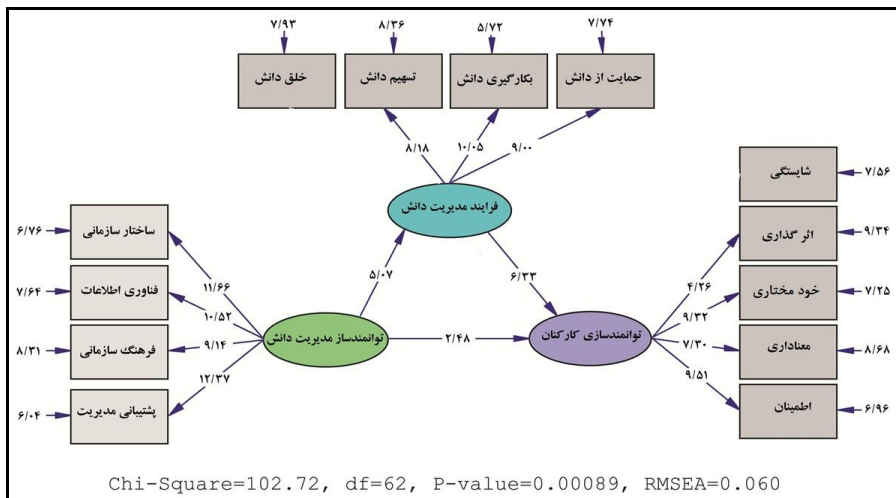 ۷/۹۳ ۸/۳۶ ۵/۷۲ ۷/۷۴
خلق دانش
تسهیم دانش
بکارگیری دانش
حمایت از دانش
۸/۱۸ ۱۰/۰۵ ۹/۰۰
فرایند مدیریت دانش
شایستگی
۷/۵۶
اثر گذاری
۹/۳۴
خود مختاری
۷/۲۵
معناداری
۸/۶۸
اطمینان
۶/۹۶
۴/۲۶
۹/۳۲
۷/۳۰
۹/۵۱
۶/۳۳
۵/۰۷
توانمندسازی کارکنان
۲/۴۸
توانمندساز مدیریت دانش
۱۱/۶۶
۱۰/۵۲
۹/۱۴
۱۲/۳۷
ساختار سازمانی
۶/۷۶
فناوری اطلاعات
۷/۶۴
فرهنگ سازمانی
۸/۳۱
پشتیبانی مدیریت
۶/۰۴
Chi-Square=102.72, df=62, P-value=0.00089, RMSEA=0.060